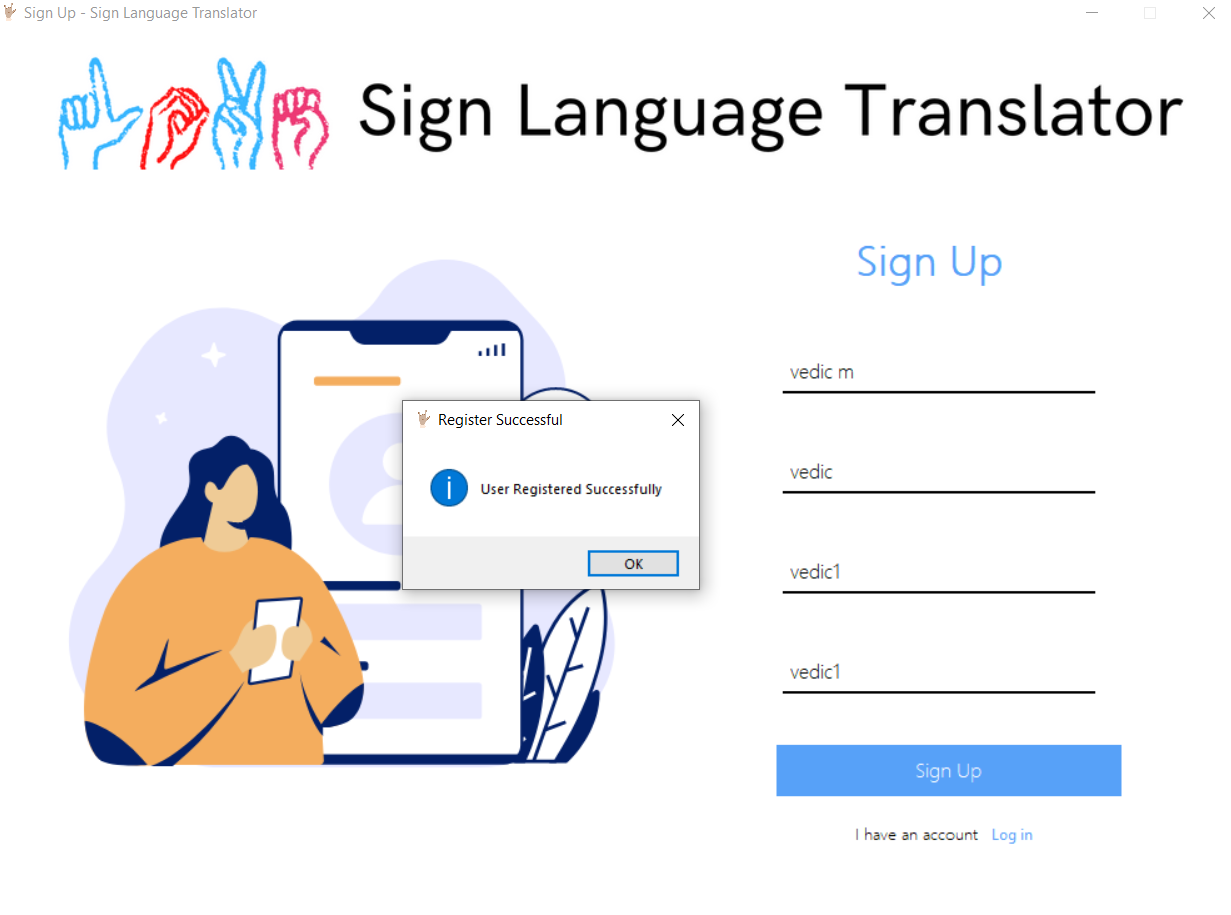 Sign Up - Sign Language Translator
Sign Language Translator
Sign Up
vedic m
vedic
vedic1
vedic1
Sign Up
I have an account Log in
Register Successful
User Registered Successfully
OK